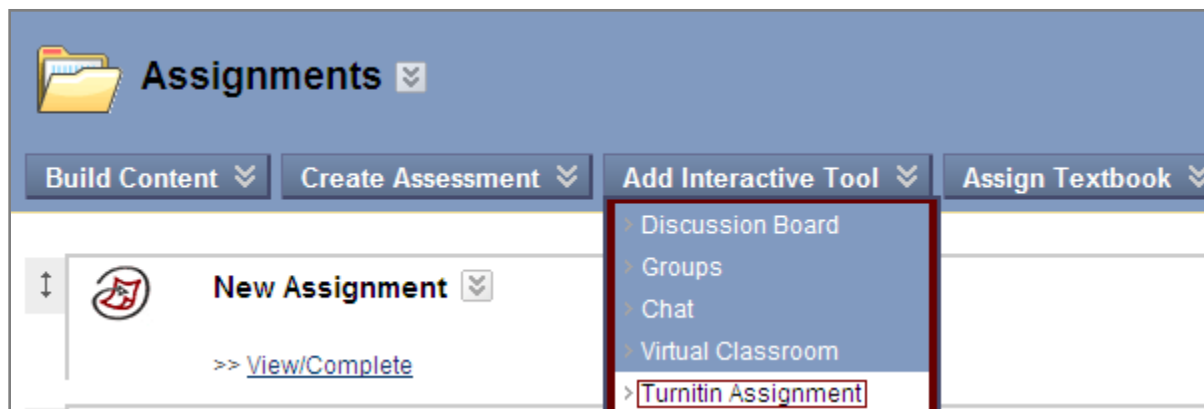 Assignments
Build Content Create Assessment Add Interactive Tool Assign Textbook
> Discussion Board
> Groups
> Chat
> Virtual Classroom
> Turnitin Assignment
New Assignment
>> View/Complete